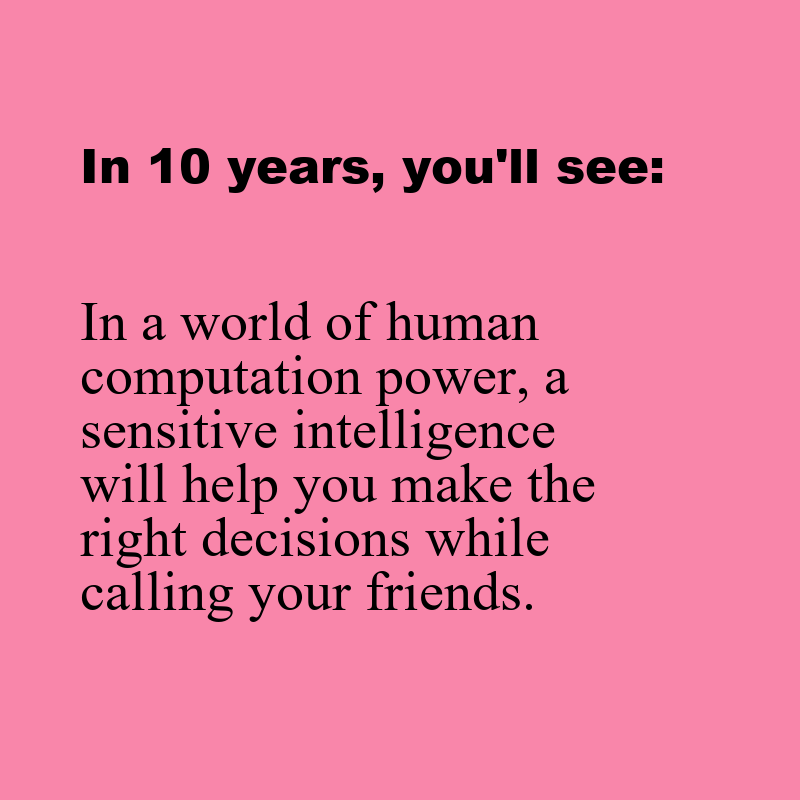 In 10 years, you'll see:
In a world of human
computation power, a
sensitive intelligence
will help you make the
right decisions while
calling your friends.